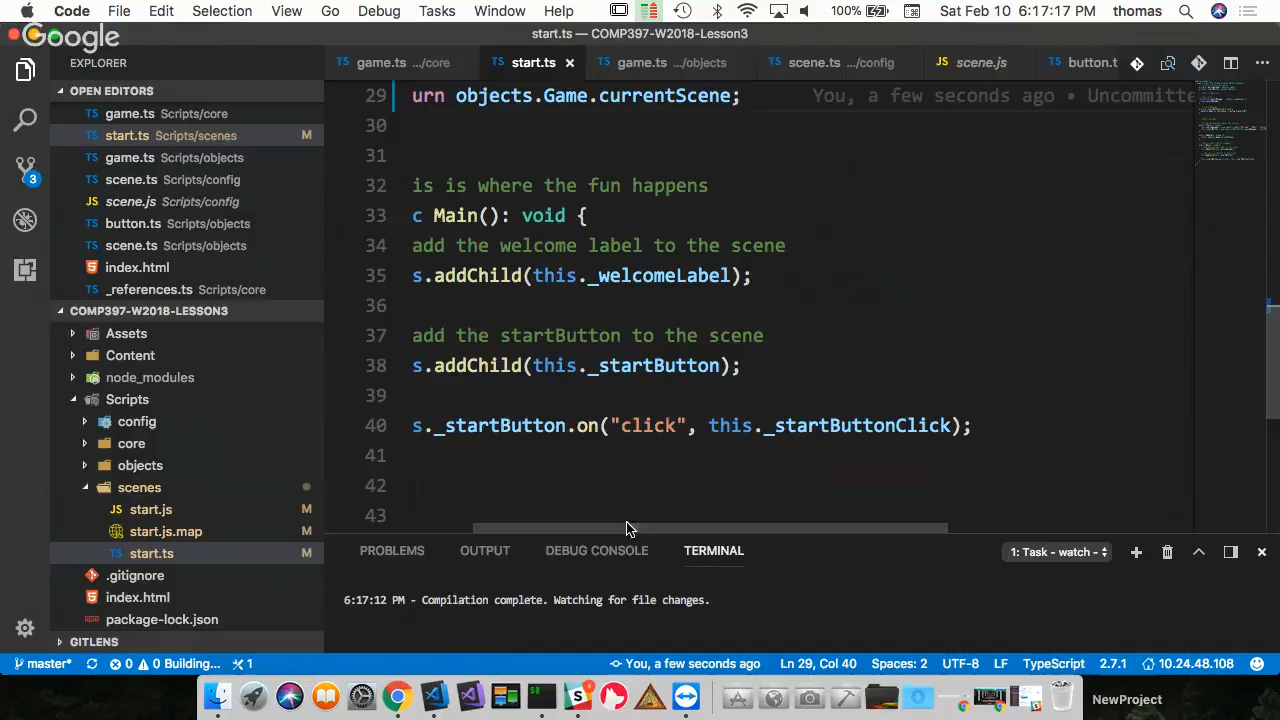 Code File Edit Selection View Go Debug Tasks Window Help 100% Sat Feb 10 6:17:17 PM thomas
Google
start.ts — COMP397-W2018-Lesson3
EXPLORER
TS game.ts .../core TS start.ts × TS game.ts .../objects TS scene.ts .../config JS scene.js TS button.t
OPEN EDITORS
TS game.ts Scripts/core
TS start.ts Scripts/scenes M
TS game.ts Scripts/objects
TS scene.ts Scripts/config
JS scene.js Scripts/config
TS button.ts Scripts/objects
TS scene.ts Scripts/objects
index.html
TS _references.ts Scripts/core
COMP397-W2018-LESSON3
Assets
Content
node_modules
Scripts
config
core
objects
scenes
JS start.js M
start.js.map M
TS start.ts M
.gitignore
index.html
package-lock.json
GITLENS
3
29 urn objects.Game.currentScene; You, a few seconds ago • Uncommitte
30
31
32 is is where the fun happens
33 c Main(): void {
34 add the welcome label to the scene
35 s.addChild(this._welcomeLabel);
36
37 add the startButton to the scene
38 s.addChild(this._startButton);
39
40 s._startButton.on("click", this._startButtonClick);
41
42
43
PROBLEMS OUTPUT DEBUG CONSOLE TERMINAL 1: Task - watch -
6:17:12 PM - Compilation complete. Watching for file changes.
master* 0 0 Building... 1 You, a few seconds ago Ln 29, Col 40 Spaces: 2 UTF-8 LF TypeScript 2.7.1 10.24.48.108
NewProject